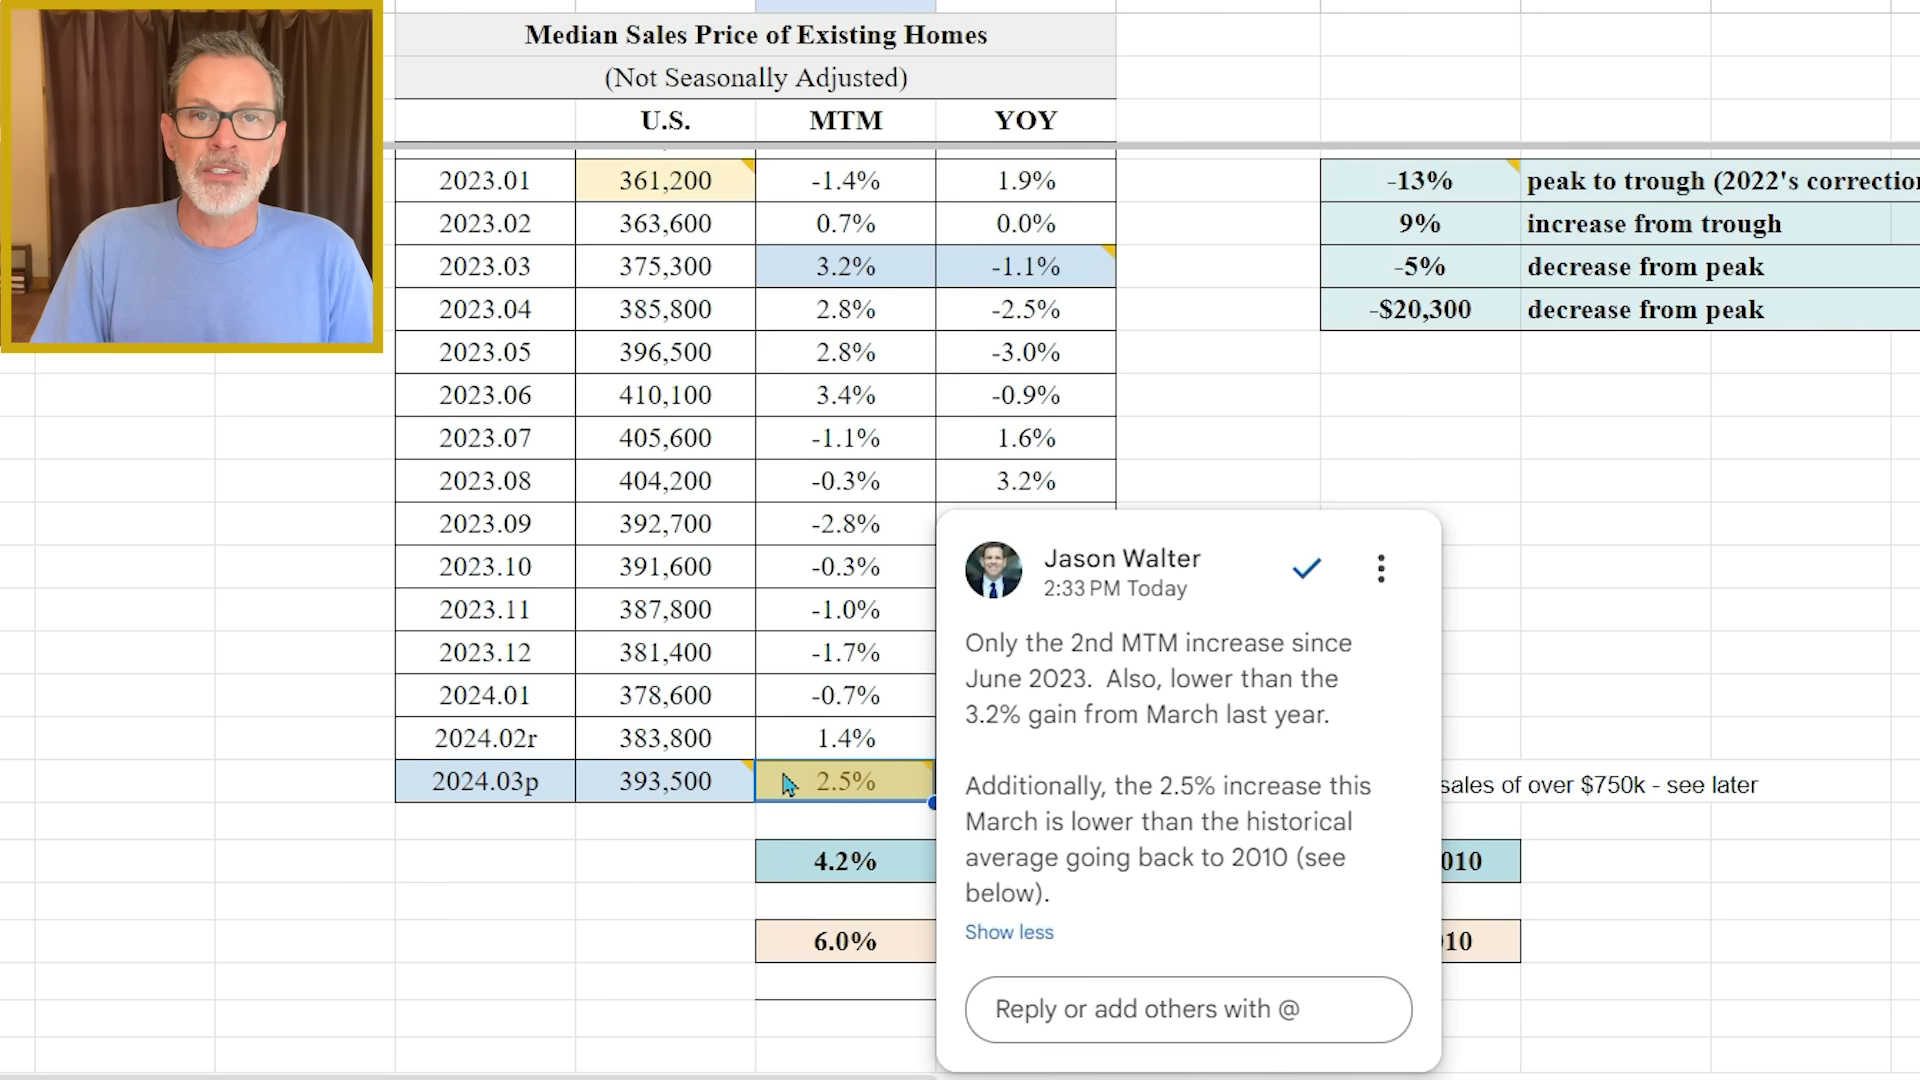 Median Sales Price of Existing Homes
(Not Seasonally Adjusted)
U.S. MTM YOY
2023.01 361,200 -1.4% 1.9%
2023.02 363,600 0.7% 0.0%
2023.03 375,300 3.2% -1.1%
2023.04 385,800 2.8% -2.5%
2023.05 396,500 2.8% -3.0%
2023.06 410,100 3.4% -0.9%
2023.07 405,600 -1.1% 1.6%
2023.08 404,200 -0.3% 3.2%
2023.09 392,700 -2.8%
2023.10 391,600 -0.3%
2023.11 387,800 -1.0%
2023.12 381,400 -1.7%
2024.01 378,600 -0.7%
2024.02r 383,800 1.4%
2024.03p 393,500 2.5%
4.2%
6.0%
-13% peak to trough (2022's correction
9% increase from trough
-5% decrease from peak
-$20,300 decrease from peak
Jason Walter
2:33 PM Today
Only the 2nd MTM increase since
June 2023. Also, lower than the
3.2% gain from March last year.
Additionally, the 2.5% increase this
March is lower than the historical
average going back to 2010 (see
below).
Show less
Reply or add others with @
sales of over $750k - see later
010
10